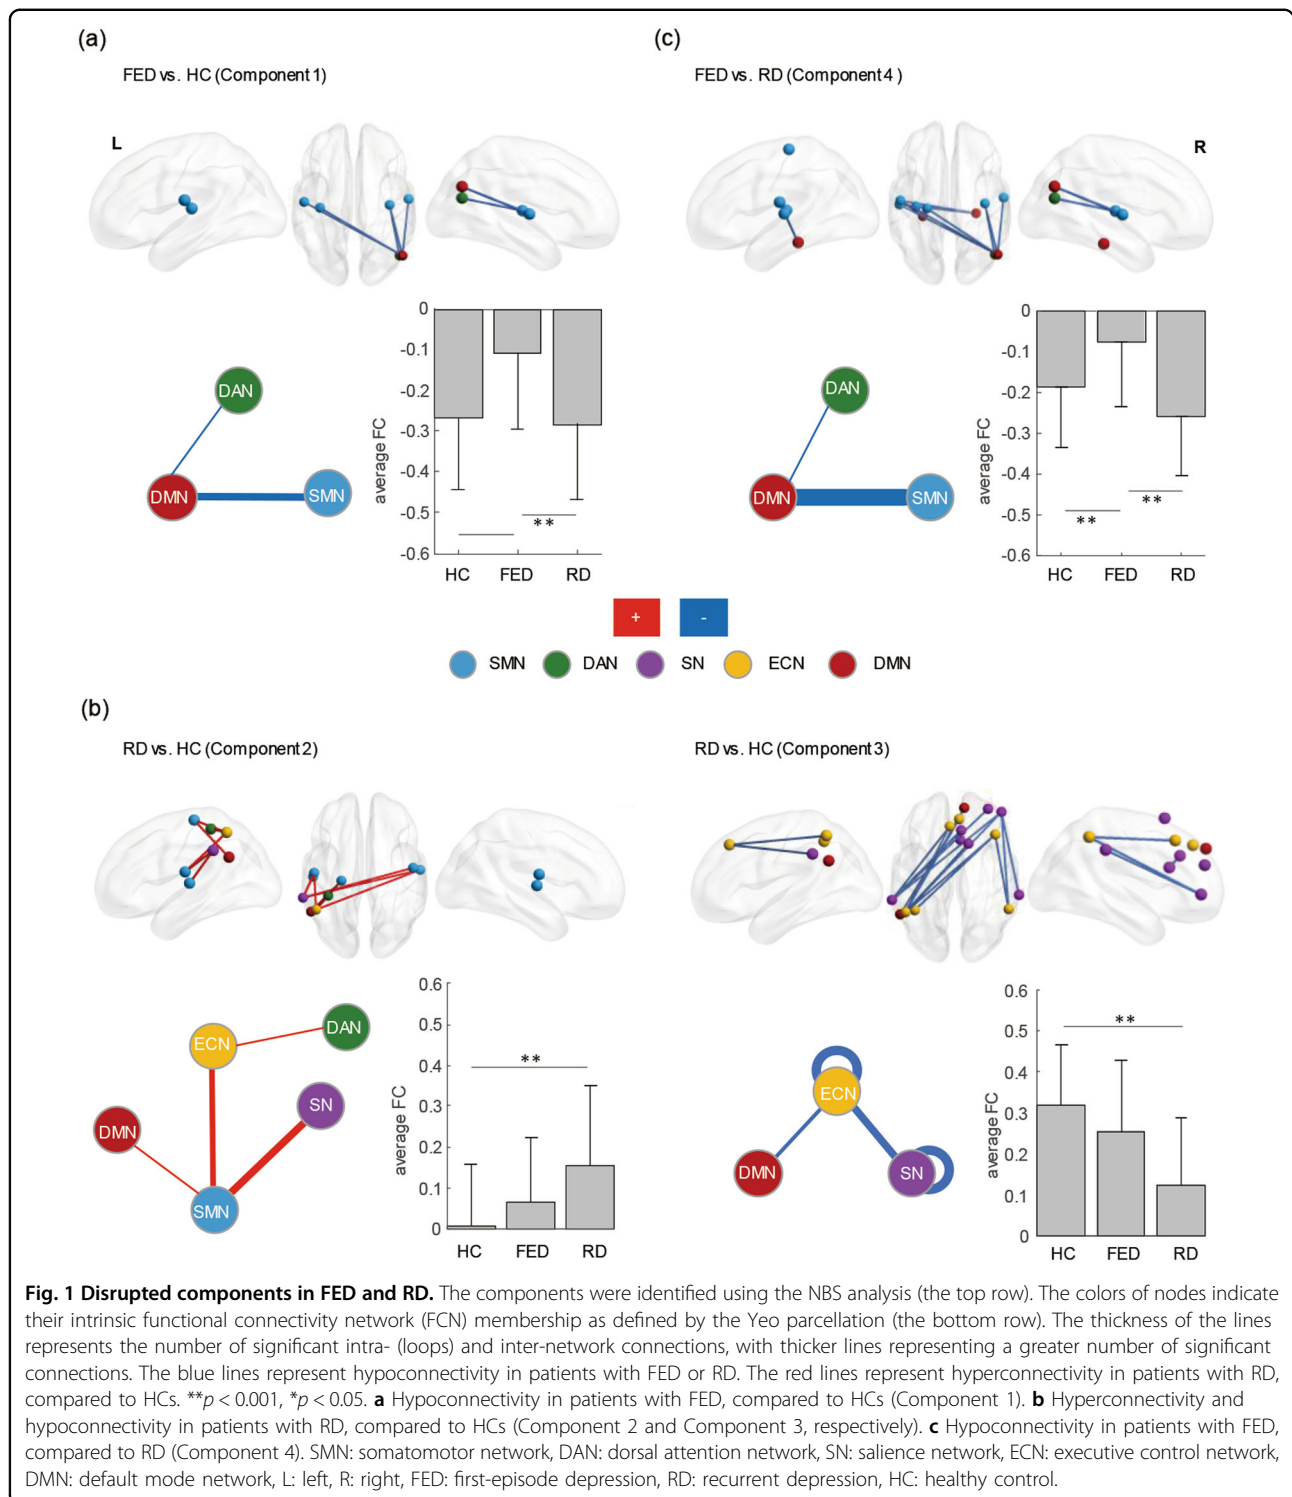 (a)
FED vs. HC (Component 1)
L
DAN
DMN
SMN
0
-0.1
-0.2
-0.3
-0.4
-0.5
-0.6
average FC
**
HC FED RD
(c)
FED vs. RD (Component 4)
R
DAN
DMN
SMN
0
-0.1
-0.2
-0.3
-0.4
-0.5
-0.6
average FC
**
**
HC FED RD
+ -
SMN DAN SN ECN DMN
(b)
RD vs. HC (Component 2)
ECN
DAN
SN
DMN
SMN
0.6
0.5
0.4
0.3
0.2
0.1
0
average FC
**
HC FED RD
RD vs. HC (Component 3)
ECN
DMN
SN
0.6
0.5
0.4
0.3
0.2
0.1
0
average FC
**
HC FED RD
Fig. 1 Disrupted components in FED and RD. The components were identified using the NBS analysis (the top row). The colors of nodes indicate
their intrinsic functional connectivity network (FCN) membership as defined by the Yeo parcellation (the bottom row). The thickness of the lines
represents the number of significant intra- (loops) and inter-network connections, with thicker lines representing a greater number of significant
connections. The blue lines represent hypoconnectivity in patients with FED or RD. The red lines represent hyperconnectivity in patients with RD,
compared to HCs. **p < 0.001, *p < 0.05. a Hypoconnectivity in patients with FED, compared to HCs (Component 1). b Hyperconnectivity and
hypoconnectivity in patients with RD, compared to HCs (Component 2 and Component 3, respectively). c Hypoconnectivity in patients with FED,
compared to RD (Component 4). SMN: somatomotor network, DAN: dorsal attention network, SN: salience network, ECN: executive control network,
DMN: default mode network, L: left, R: right, FED: first-episode depression, RD: recurrent depression, HC: healthy control.